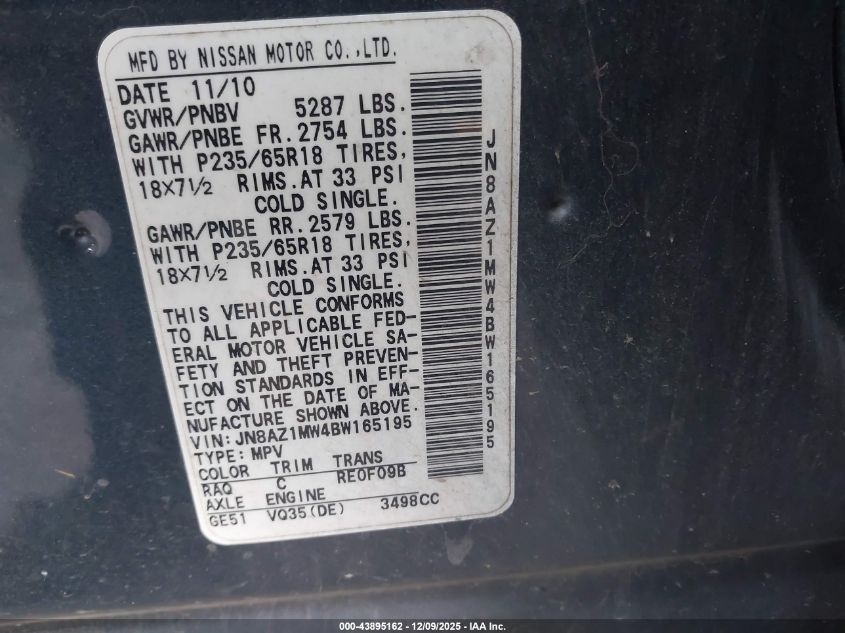 MFD BY NISSAN MOTOR CO.,LTD.
DATE 11/10
GVWR/PNBV 5287 LBS.
GAWR/PNBE FR. 2754 LBS.
WITH P235/65R18 TIRES,
18X7½ RIMS.AT 33 PSI
COLD SINGLE.
GAWR/PNBE RR. 2579 LBS.
WITH P235/65R18 TIRES,
18X7½ RIMS.AT 33 PSI
COLD SINGLE.
THIS VEHICLE CONFORMS
TO ALL APPLICABLE FED-
ERAL MOTOR VEHICLE SA-
FETY AND THEFT PREVEN-
TION STANDARDS IN EFF-
ECT ON THE DATE OF MA-
NUFACTURE SHOWN ABOVE.
VIN: JN8AZ1MW4BW165195
TYPE: MPV
COLOR TRIM TRANS
RAQ C RE0F09B
AXLE ENGINE
GE51 VQ35(DE) 3498CC
JN8AZ1MW4BW165195
000-43895162 - 12/09/2025 - IAA Inc.